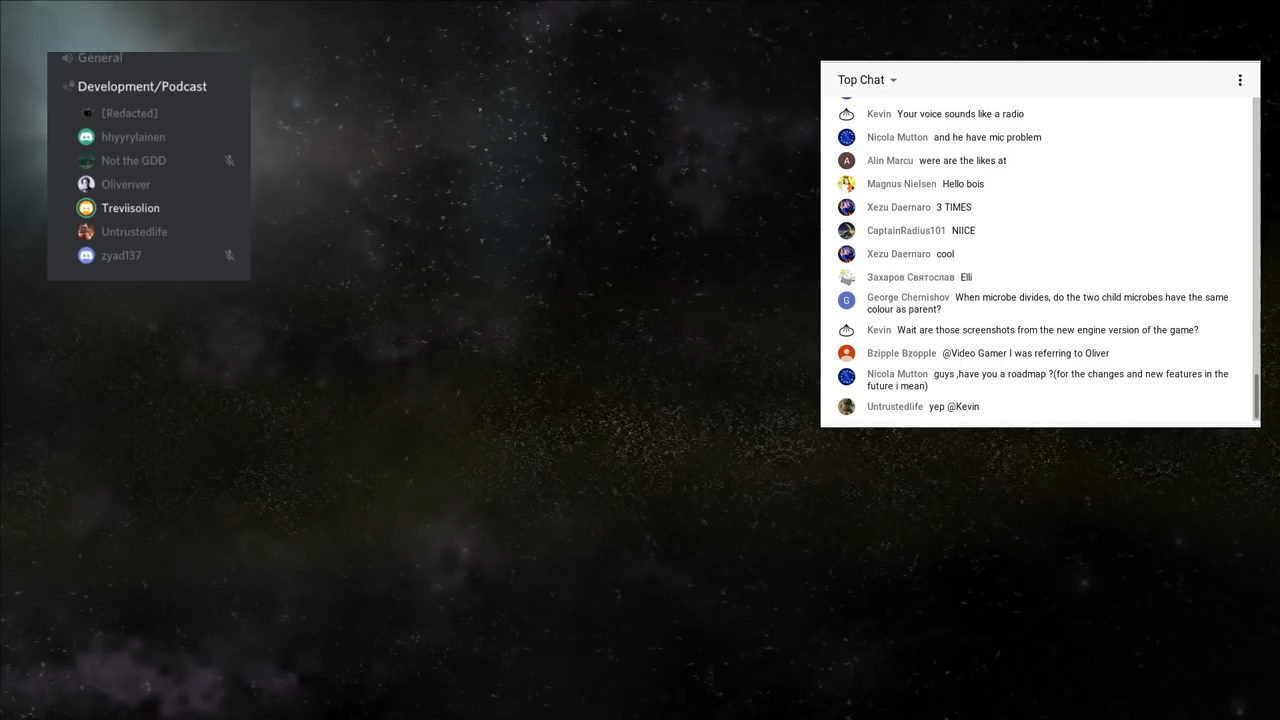 General
Development/Podcast
[Redacted]
hhyyrylainen
Not the GDD
Oliveriver
Treviisolion
Untrustedlife
zyad137
Top Chat
Kevin Your voice sounds like a radio
Nicola Mutton and he have mic problem
A Alin Marcu were are the likes at
Magnus Nielsen Hello bois
Xezu Daernaro 3 TIMES
CaptainRadius101 NIICE
Xezu Daernaro cool
Захаров Святослав Elli
G George Chernishov When microbe divides, do the two child microbes have the same
colour as parent?
Kevin Wait are those screenshots from the new engine version of the game?
Bzipple Bzopple @Video Gamer I was referring to Oliver
Nicola Mutton guys ,have you a roadmap ?(for the changes and new features in the
future i mean)
Untrustedlife yep @Kevin